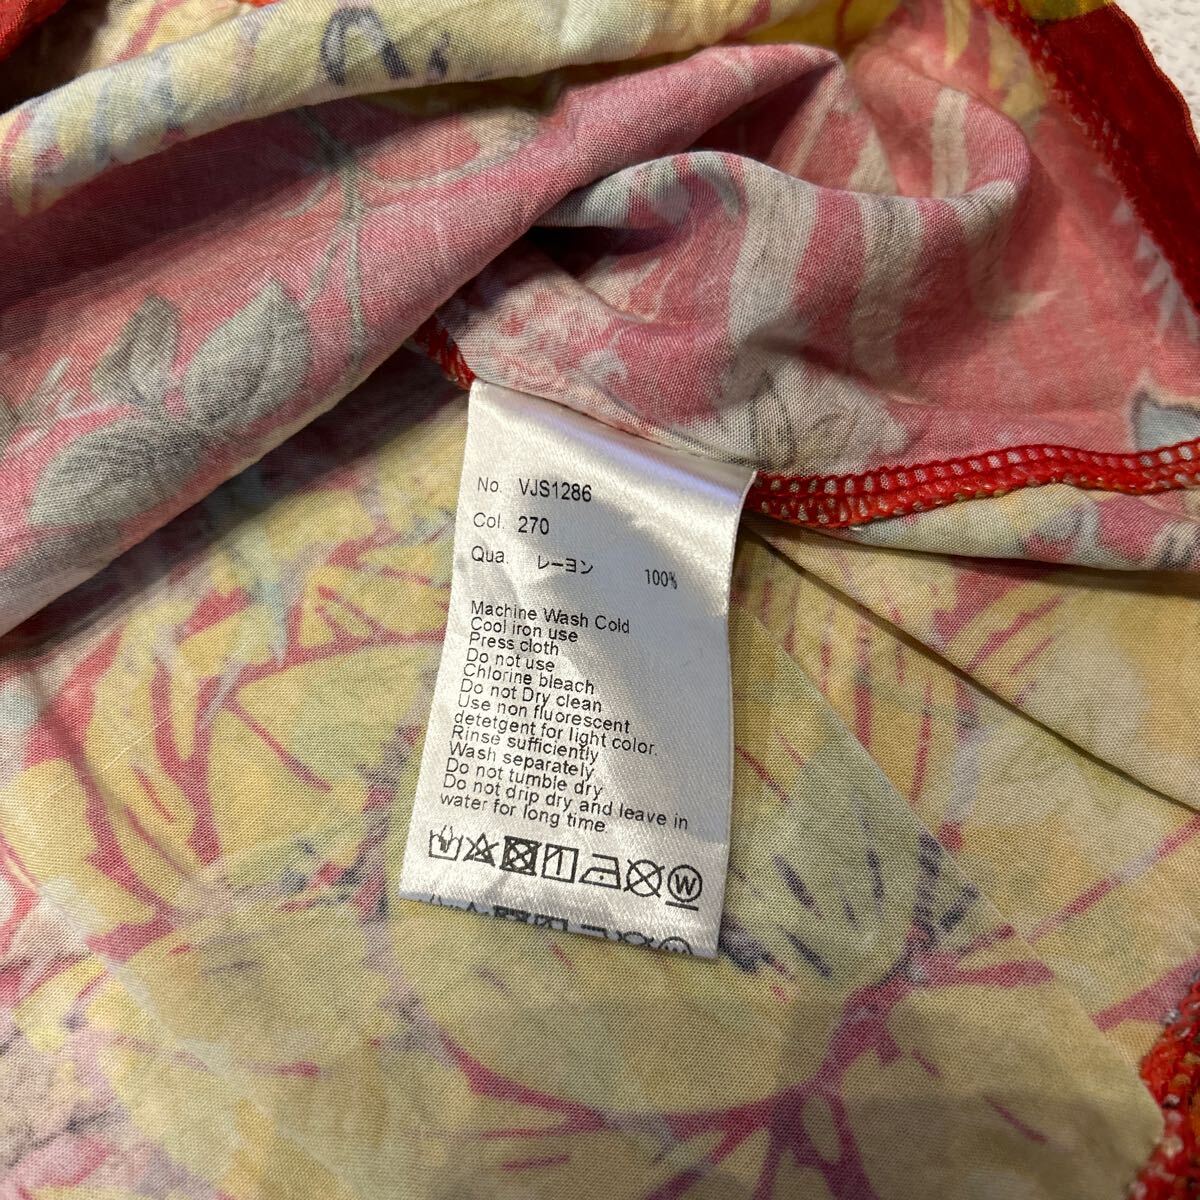 No. VJS1286
Col. 270
Qua. レーヨン 100%
Machine Wash Cold
Cool iron use
Press cloth
Do not use
Chlorine bleach
Do not Dry clean
Use non fluorescent
detetgent for light color.
Rinse sufficiently
Wash separately
Do not tumble dry
Do not drip dry and leave in
water for long time.
W